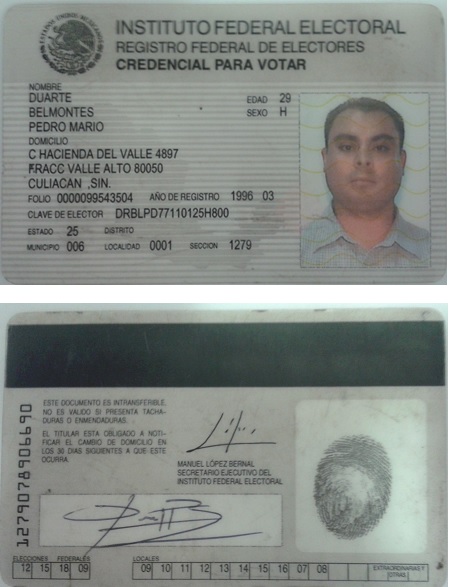 INSTITUTO FEDERAL ELECTORAL
REGISTRO FEDERAL DE ELECTORES
CREDENCIAL PARA VOTAR
NOMBRE
DUARTE
BELMONTES
PEDRO MARIO
EDAD 29
SEXO H
DOMICILIO
C HACIENDA DEL VALLE 4897
FRACC VALLE ALTO 80050
CULIACAN ,SIN.
FOLIO 0000099543504 AÑO DE REGISTRO 1996 03
CLAVE DE ELECTOR DRBLPD77110125H800
ESTADO 25 DISTRITO
MUNICIPIO 006 LOCALIDAD 0001 SECCION 1279
ESTE DOCUMENTO ES INTRANSFERIBLE,
NO ES VALIDO SI PRESENTA TACHA-
DURAS O ENMENDADURAS.
EL TITULAR ESTA OBLIGADO A NOTI-
FICAR EL CAMBIO DE DOMICILIO EN
LOS 30 DIAS SIGUIENTES A QUE ESTE
OCURRA
MANUEL LÓPEZ BERNAL
SECRETARIO EJECUTIVO DEL
INSTITUTO FEDERAL ELECTORAL
1279078906690
ELECCIONES FEDERALES
12 15 18 09
LOCALES
09 10 11 12 13 14 15 16 17 07 08
EXTRAORDINARIAS Y
OTRAS